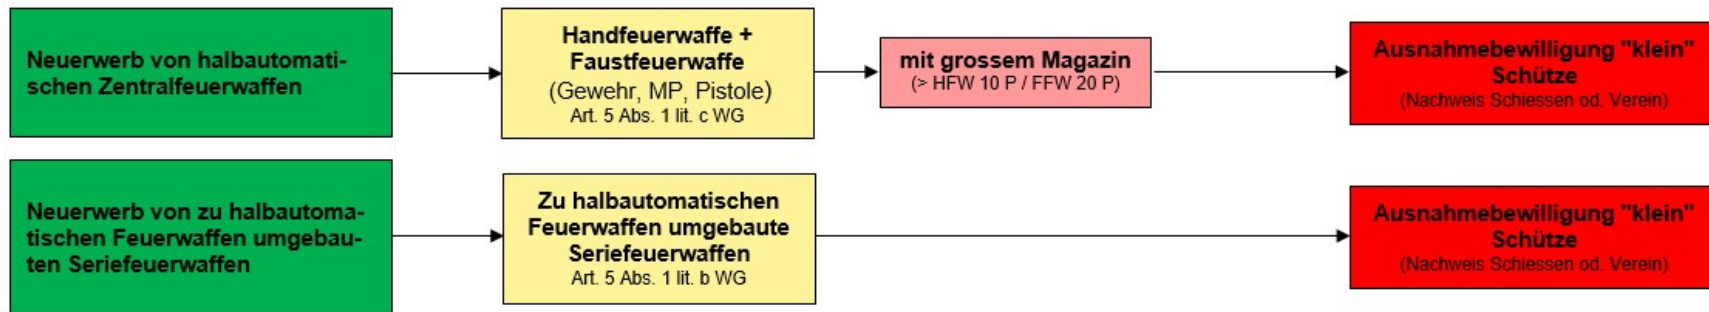 Neuerwerb von halbautomati-
schen Zentralfeuerwaffen
Handfeuerwaffe +
Faustfeuerwaffe
(Gewehr, MP, Pistole)
Art. 5 Abs. 1 lit. c WG
mit grossem Magazin
(> HFW 10 P / FFW 20 P)
Ausnahmebewilligung "klein"
Schütze
(Nachweis Schiessen od. Verein)
Neuerwerb von zu halbautoma-
tischen Feuerwaffen umgebau-
ten Seriefeuerwaffen
Zu halbautomatischen
Feuerwaffen umgebaute
Seriefeuerwaffen
Art. 5 Abs. 1 lit. b WG
Ausnahmebewilligung "klein"
Schütze
(Nachweis Schiessen od. Verein)